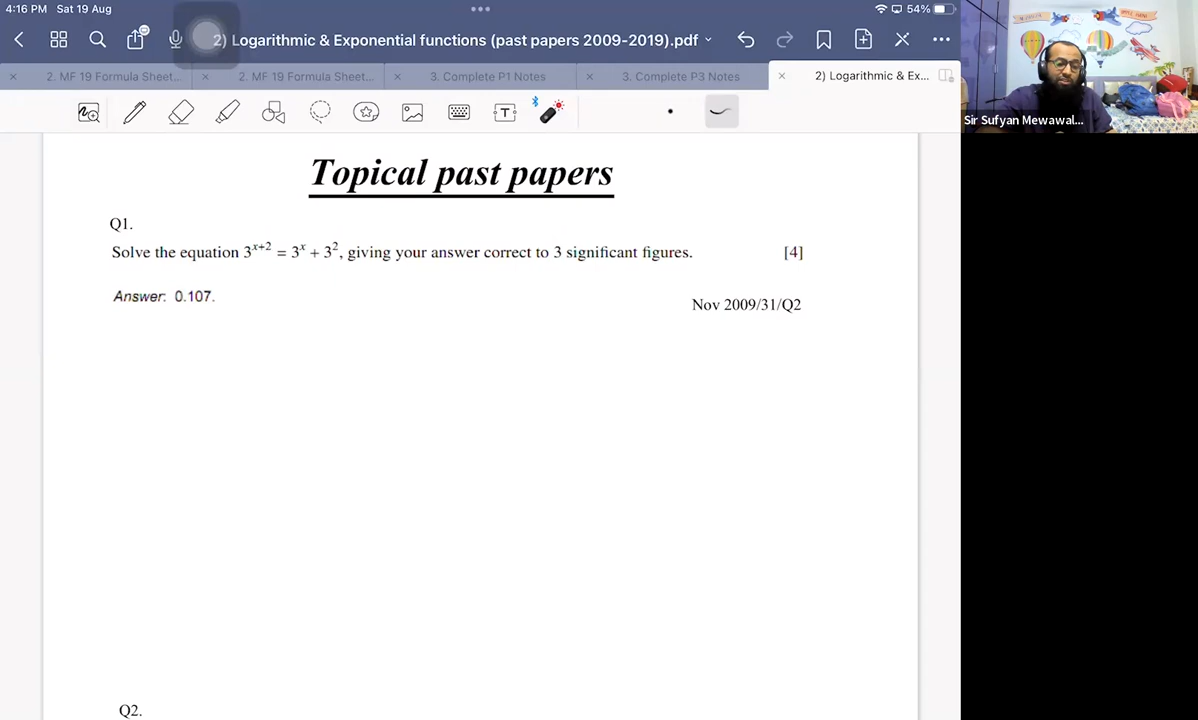 4:16 PM Sat 19 Aug
54%
2) Logarithmic & Exponential functions (past papers 2009-2019).pdf
2. MF 19 Formula Sheet...
2. MF 19 Formula Sheet...
3. Complete P1 Notes
3. Complete P3 Notes
2) Logarithmic & Ex...
Sir Sufyan Mewawal...
Topical past papers
Q1.
Solve the equation 3^{x+2} = 3^x + 3^2, giving your answer correct to 3 significant figures. [4]
Answer: 0.107.
Nov 2009/31/Q2
Q2.